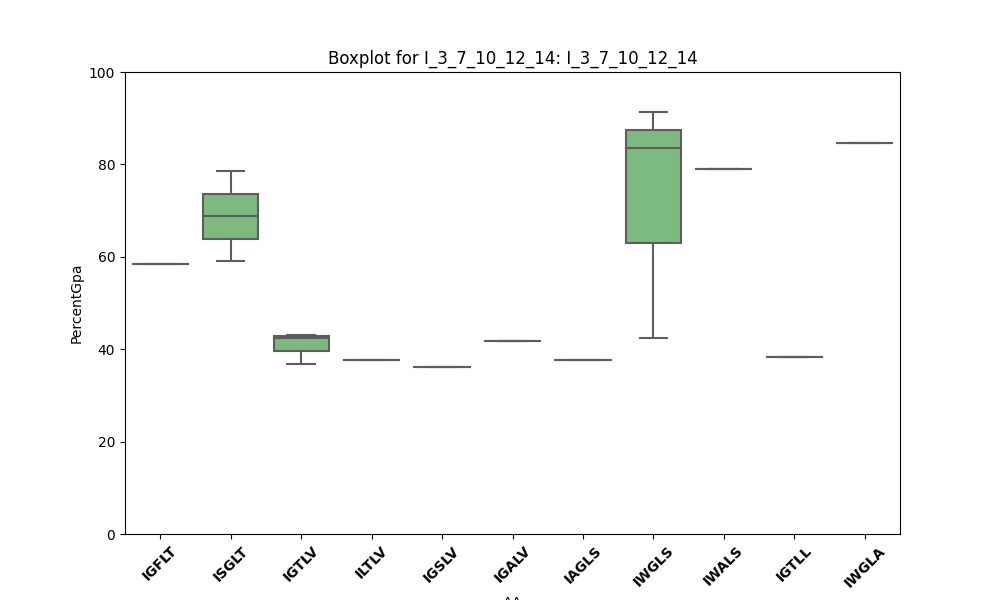 Boxplot for I_3_7_10_12_14: I_3_7_10_12_14
100
80
60
40
20
0
PercentGpa
IGFLT
ISGLT
IGTLV
ILTLV
IGSLV
IGALV
IAGLS
IWGLS
IWALS
IGTLL
IWGLA